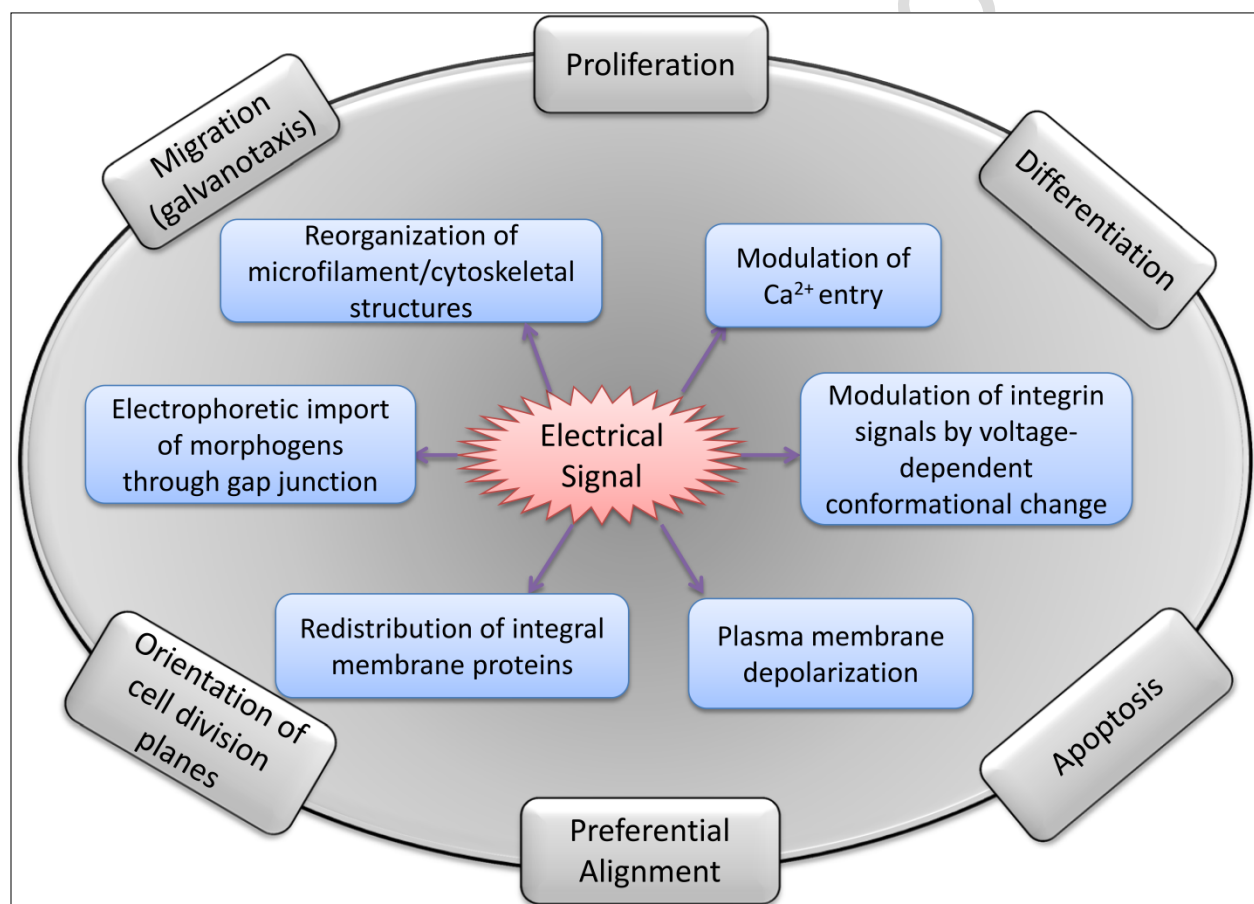 Proliferation
Migration
(galvanotaxis)
Differentiation
Reorganization of
microfilament/cytoskeletal
structures
Modulation of
Ca²⁺ entry
Electrophoretic import
of morphogens
through gap junction
Electrical
Signal
Modulation of integrin
signals by voltage-
dependent
conformational change
Redistribution of integral
membrane proteins
Plasma membrane
depolarization
Orientation of
cell division
planes
Preferential
Alignment
Apoptosis